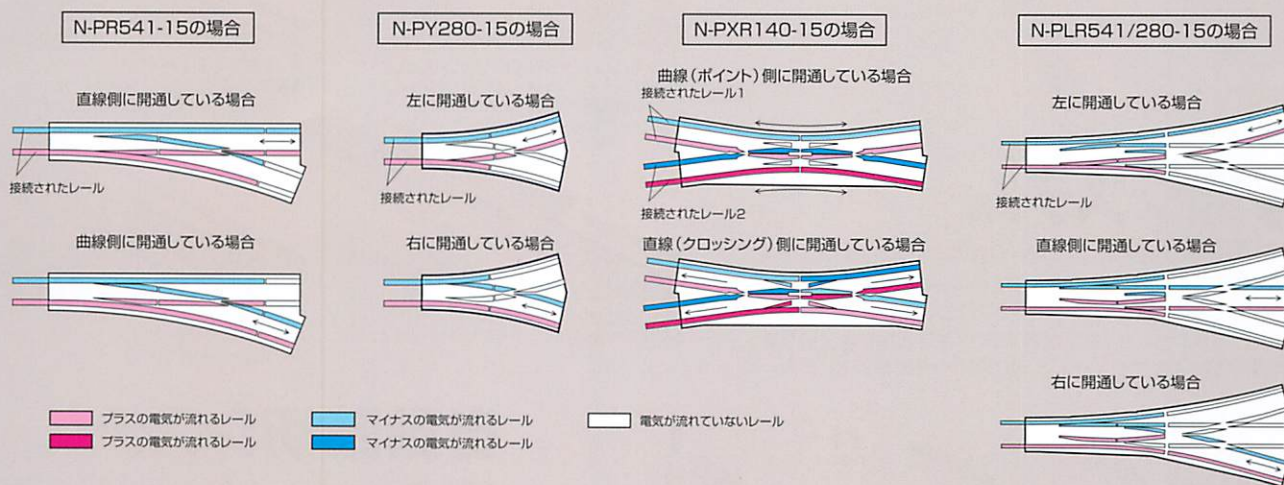 N-PR541-15の場合
直線側に開通している場合
接続されたレール
曲線側に開通している場合
N-PY280-15の場合
左に開通している場合
接続されたレール
右に開通している場合
N-PXR140-15の場合
曲線（ポイント）側に開通している場合
接続されたレール1
接続されたレール2
直線（クロッシング）側に開通している場合
N-PLR541/280-15の場合
左に開通している場合
接続されたレール
直線側に開通している場合
右に開通している場合
プラスの電気が流れるレール
マイナスの電気が流れるレール
電気が流れていないレール
プラスの電気が流れるレール
マイナスの電気が流れるレール